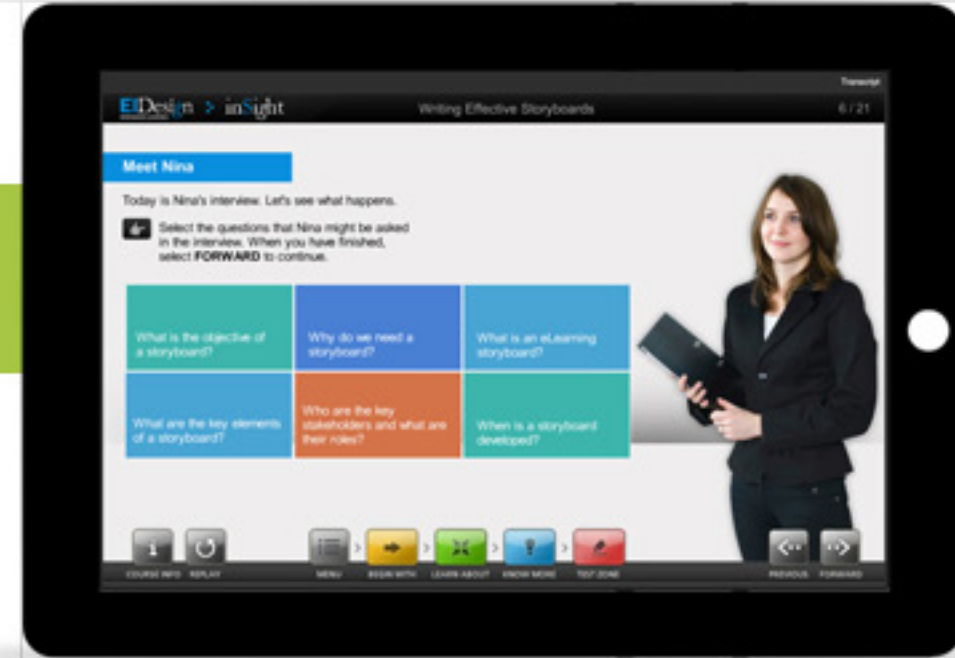 Transcript
EIDesign > inSight
Writing Effective Storyboards
6 / 21
Meet Nina
Today is Nina's interview. Let's see what happens.
Select the questions that Nina might be asked
in the interview. When you have finished,
select FORWARD to continue.
What is the objective of
a storyboard?
Why do we need a
storyboard?
What is an eLearning
storyboard?
What are the key elements
of a storyboard?
Who are the key
stakeholders and what are
their roles?
When is a storyboard
developed?
COURSE INFO
REPLAY
MENU
BEGIN WITH
LEARN ABOUT
KNOW MORE
TEST ZONE
PREVIOUS
FORWARD